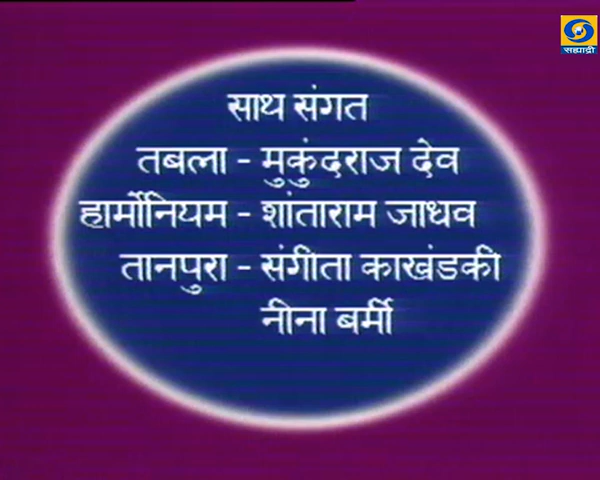 सह्याद्री
साथ संगत
तबला - मुकुंदराज देव
हार्मोनियम - शांताराम जाधव
तानपुरा - संगीता काखंडकी
नीना बर्मी